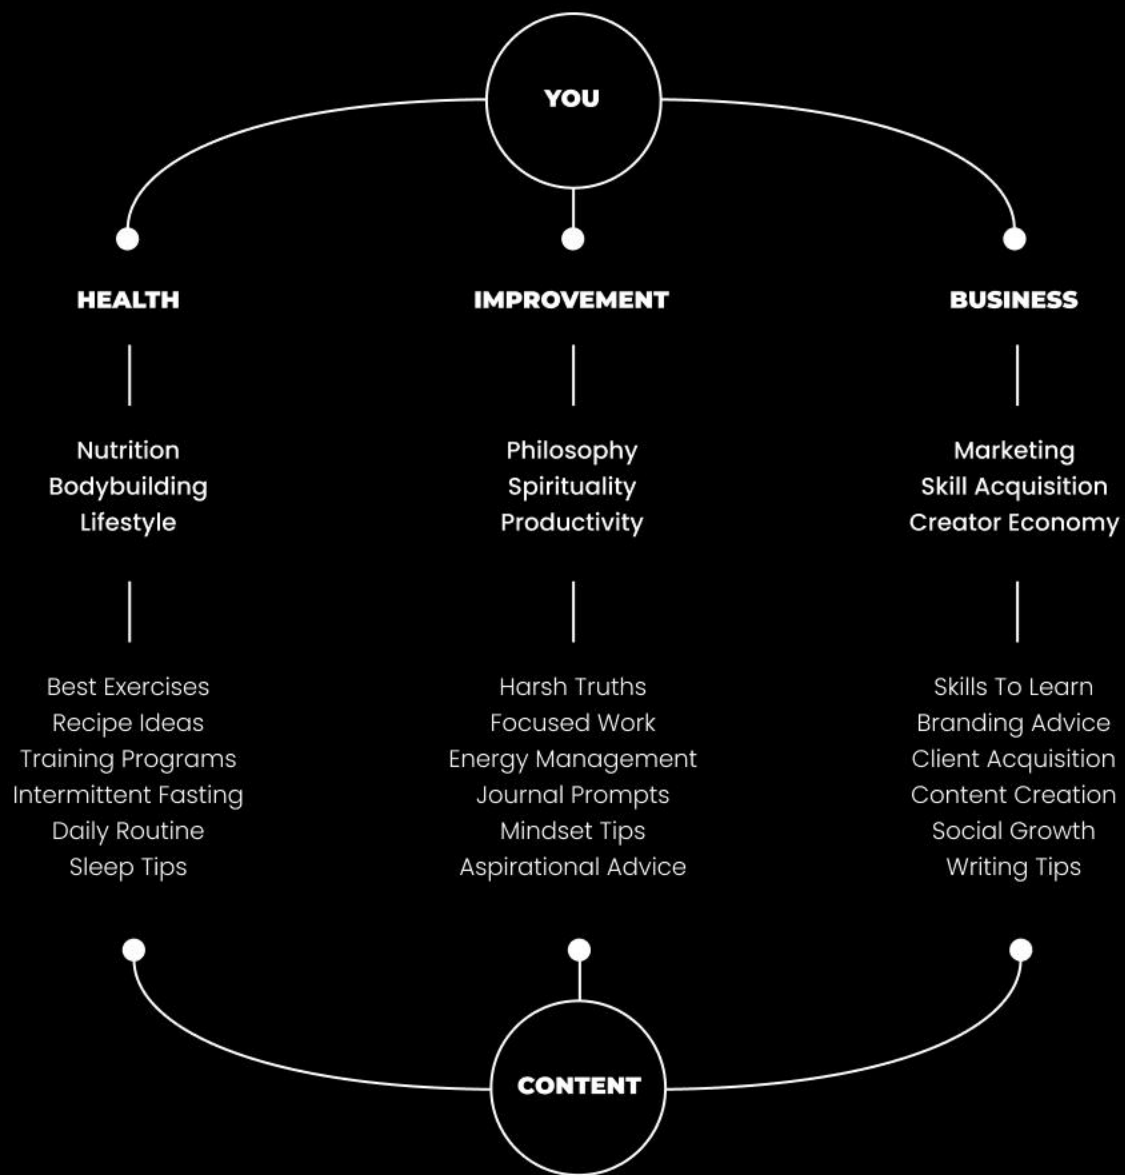 YOU
HEALTH
Nutrition
Bodybuilding
Lifestyle
Best Exercises
Recipe Ideas
Training Programs
Intermittent Fasting
Daily Routine
Sleep Tips
IMPROVEMENT
Philosophy
Spirituality
Productivity
Harsh Truths
Focused Work
Energy Management
Journal Prompts
Mindset Tips
Aspirational Advice
BUSINESS
Marketing
Skill Acquisition
Creator Economy
Skills To Learn
Branding Advice
Client Acquisition
Content Creation
Social Growth
Writing Tips
CONTENT